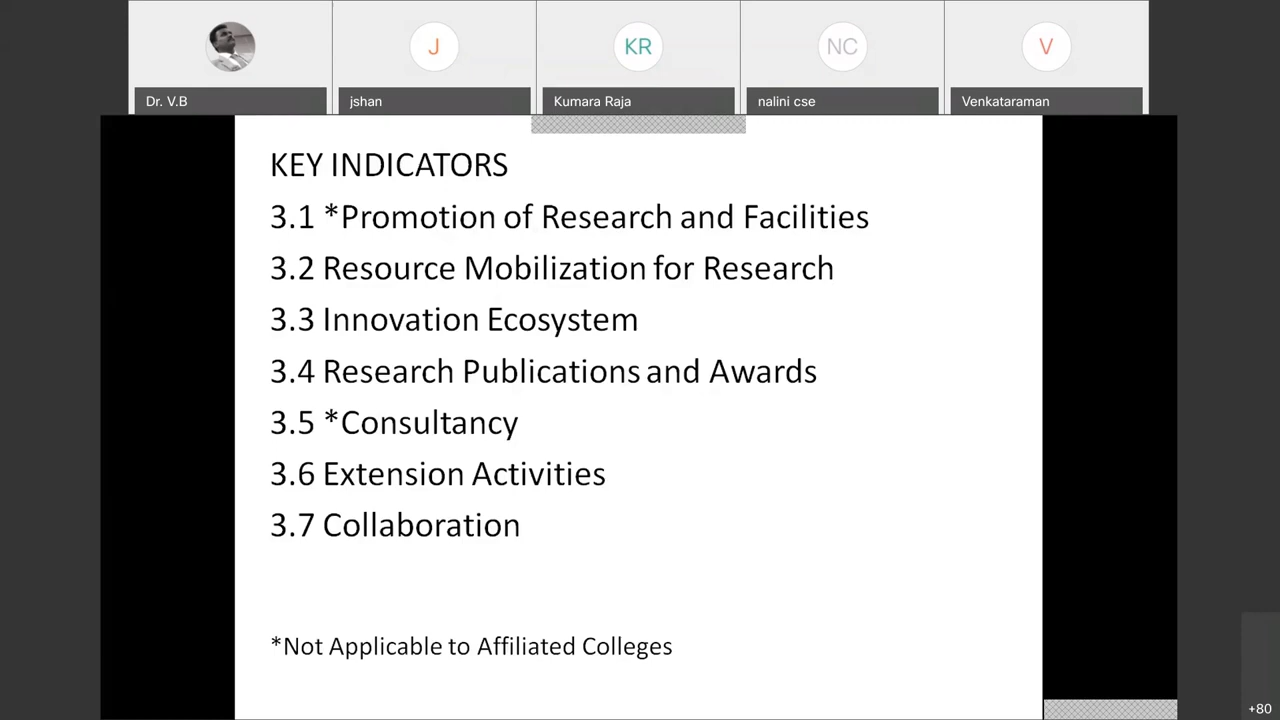 J
KR
NC
V
Dr. V.B
jshan
Kumara Raja
nalini cse
Venkataraman
KEY INDICATORS
3.1 *Promotion of Research and Facilities
3.2 Resource Mobilization for Research
3.3 Innovation Ecosystem
3.4 Research Publications and Awards
3.5 *Consultancy
3.6 Extension Activities
3.7 Collaboration
*Not Applicable to Affiliated Colleges
+80